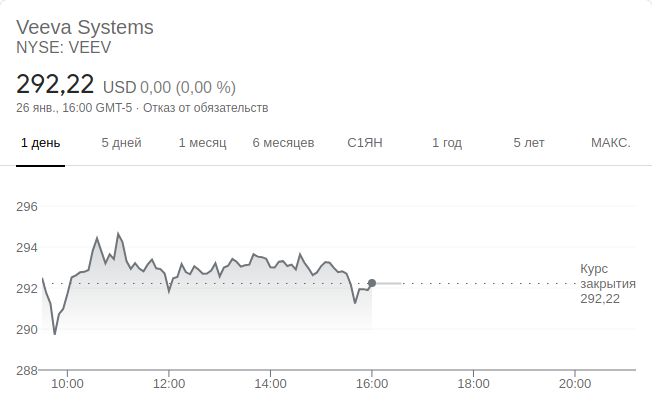 Veeva Systems
NYSE: VEEV
292,22 USD 0,00 (0,00 %)
26 янв., 16:00 GMT-5 · Отказ от обязательств
1 день 5 дней 1 месяц 6 месяцев С1ЯН 1 год 5 лет МАКС.
296
294
292
290
288
Курс
закрытия
292,22
10:00 12:00 14:00 16:00 18:00 20:00